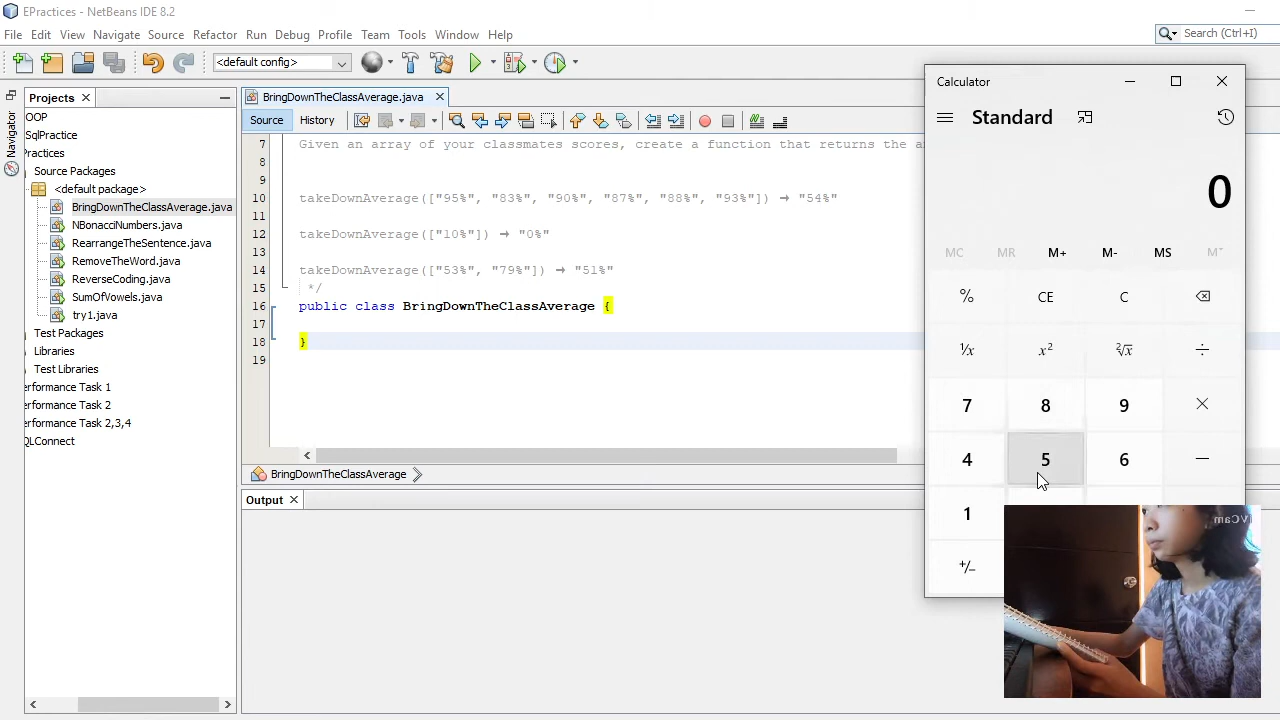 EPractices - NetBeans IDE 8.2
File Edit View Navigate Source Refactor Run Debug Profile Team Tools Window Help
Search (Ctrl+I)
<default config>
Projects
Navigator
OOP
SqlPractice
Practices
Source Packages
<default package>
BringDownTheClassAverage.java
NBonacciNumbers.java
RearrangeTheSentence.java
RemoveTheWord.java
ReverseCoding.java
SumOfVowels.java
try1.java
Test Packages
Libraries
Test Libraries
erformance Task 1
erformance Task 2
erformance Task 2,3,4
QLConnect
BringDownTheClassAverage.java
Source History
7 Given an array of your classmates scores, create a function that returns the a
8
9
10 takeDownAverage(["95%", "83%", "90%", "87%", "88%", "93%"]) → "54%"
11
12 takeDownAverage(["10%"]) → "0%"
13
14 takeDownAverage(["53%", "79%"]) → "51%"
15 */
16 public class BringDownTheClassAverage {
17
18 }
19
BringDownTheClassAverage
Output
Calculator
Standard
0
MC MR M+ M- MS M˅
% CE C
¹/x x² ²√x ÷
7 8 9 ×
4 5 6 −
1
+/−
iVCam